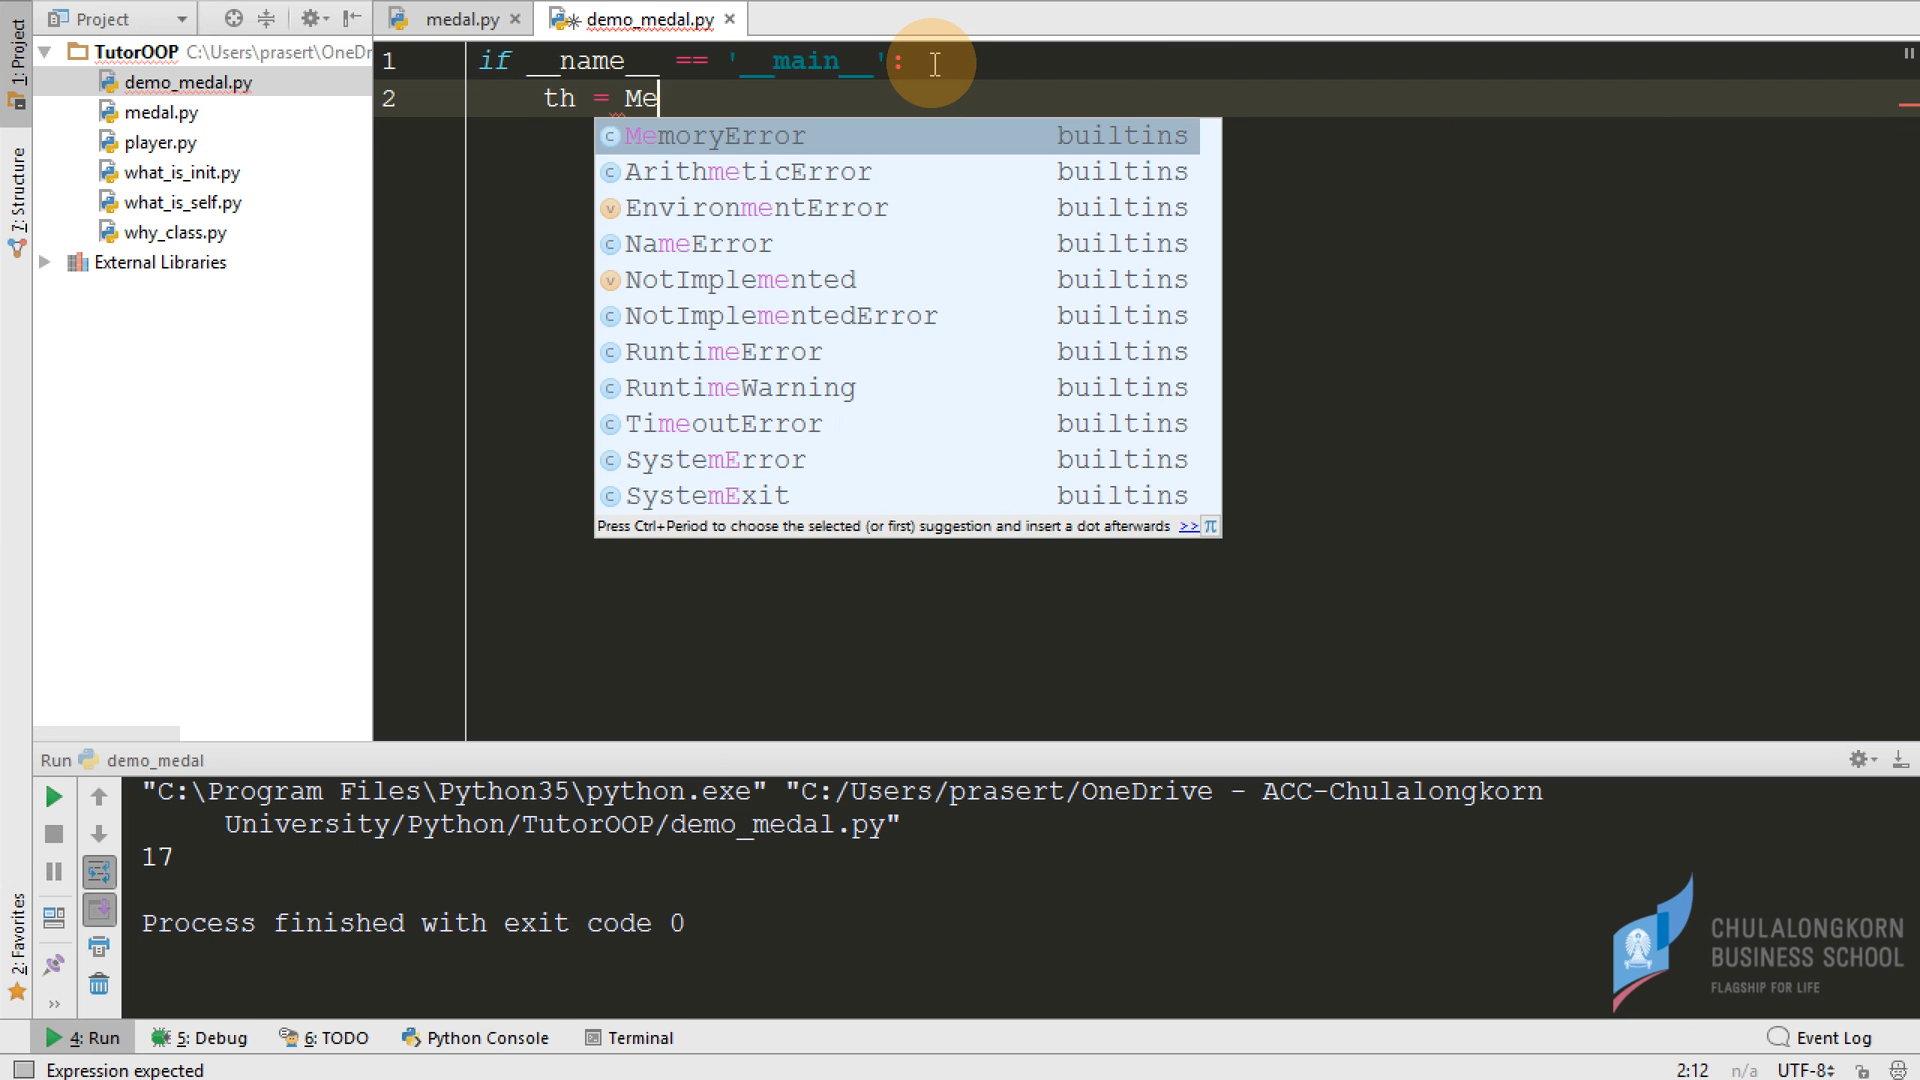 Project
medal.py
demo_medal.py
1: Project
TutorOOP C:\Users\prasert\OneDr
demo_medal.py
medal.py
player.py
what_is_init.py
what_is_self.py
why_class.py
External Libraries
7: Structure
1 if __name__ == '__main__':
2 th = Me
MemoryError builtins
ArithmeticError builtins
EnvironmentError builtins
NameError builtins
NotImplemented builtins
NotImplementedError builtins
RuntimeError builtins
RuntimeWarning builtins
TimeoutError builtins
SystemError builtins
SystemExit builtins
Press Ctrl+Period to choose the selected (or first) suggestion and insert a dot afterwards >> π
Run demo_medal
"C:\Program Files\Python35\python.exe" "C:/Users/prasert/OneDrive - ACC-Chulalongkorn
University/Python/TutorOOP/demo_medal.py"
17
Process finished with exit code 0
2: Favorites
CHULALONGKORN
BUSINESS SCHOOL
FLAGSHIP FOR LIFE
4: Run 5: Debug 6: TODO Python Console Terminal Event Log
Expression expected 2:12 n/a UTF-8